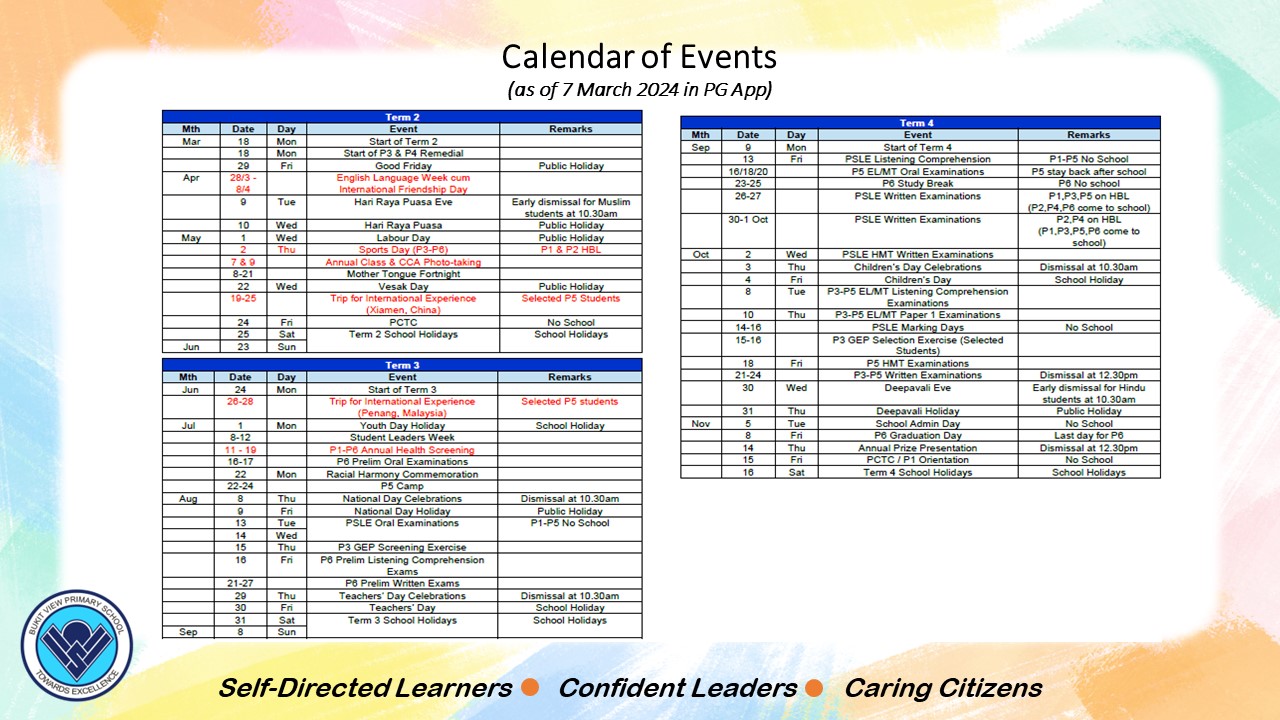 Calendar of Events
(as of 7 March 2024 in PG App)
Term 2
Mth Date Day Event Remarks
Mar 18 Mon Start of Term 2
18 Mon Start of P3 & P4 Remedial
29 Fri Good Friday Public Holiday
Apr 28/3 - 8/4 English Language Week cum
International Friendship Day
9 Tue Hari Raya Puasa Eve Early dismissal for Muslim
students at 10.30am
10 Wed Hari Raya Puasa Public Holiday
May 1 Wed Labour Day Public Holiday
2 Thu Sports Day (P3-P6) P1 & P2 HBL
7 & 9 Annual Class & CCA Photo-taking
8-21 Mother Tongue Fortnight
22 Wed Vesak Day Public Holiday
19-25 Trip for International Experience Selected P5 Students
(Xiamen, China)
24 Fri PCTC No School
25 Sat Term 2 School Holidays School Holidays
Jun 23 Sun
Term 3
Mth Date Day Event Remarks
Jun 24 Mon Start of Term 3
26-28 Trip for International Experience Selected P5 students
(Penang, Malaysia)
Jul 1 Mon Youth Day Holiday School Holiday
8-12 Student Leaders Week
11 - 19 P1-P6 Annual Health Screening
16-17 P6 Prelim Oral Examinations
22 Mon Racial Harmony Commemoration
22-24 P5 Camp
Aug 8 Thu National Day Celebrations Dismissal at 10.30am
9 Fri National Day Holiday Public Holiday
13 Tue PSLE Oral Examinations P1-P5 No School
14 Wed
15 Thu P3 GEP Screening Exercise
16 Fri P6 Prelim Listening Comprehension
Exams
21-27 P6 Prelim Written Exams
29 Thu Teachers' Day Celebrations Dismissal at 10.30am
30 Fri Teachers' Day School Holiday
31 Sat Term 3 School Holidays School Holidays
Sep 8 Sun
Term 4
Mth Date Day Event Remarks
Sep 9 Mon Start of Term 4
13 Fri PSLE Listening Comprehension P1-P5 No School
16/18/20 P5 EL/MT Oral Examinations P5 stay back after school
23-25 P6 Study Break P6 No school
26-27 PSLE Written Examinations P1,P3,P5 on HBL
(P2,P4,P6 come to school)
30-1 Oct PSLE Written Examinations P2,P4 on HBL
(P1,P3,P5,P6 come to
school)
Oct 2 Wed PSLE HMT Written Examinations
3 Thu Children's Day Celebrations Dismissal at 10.30am
4 Fri Children's Day School Holiday
8 Tue P3-P5 EL/MT Listening Comprehension
Examinations
10 Thu P3-P5 EL/MT Paper 1 Examinations
14-16 PSLE Marking Days No School
15-16 P3 GEP Selection Exercise (Selected
Students)
18 Fri P5 HMT Examinations
21-24 P3-P5 Written Examinations Dismissal at 12.30pm
30 Wed Deepavali Eve Early dismissal for Hindu
students at 10.30am
31 Thu Deepavali Holiday Public Holiday
Nov 5 Tue School Admin Day No School
8 Fri P6 Graduation Day Last day for P6
14 Thu Annual Prize Presentation Dismissal at 12.30pm
15 Fri PCTC / P1 Orientation No School
16 Sat Term 4 School Holidays School Holidays
BUKIT VIEW PRIMARY SCHOOL
TOWARDS EXCELLENCE
Self-Directed Learners ● Confident Leaders ● Caring Citizens